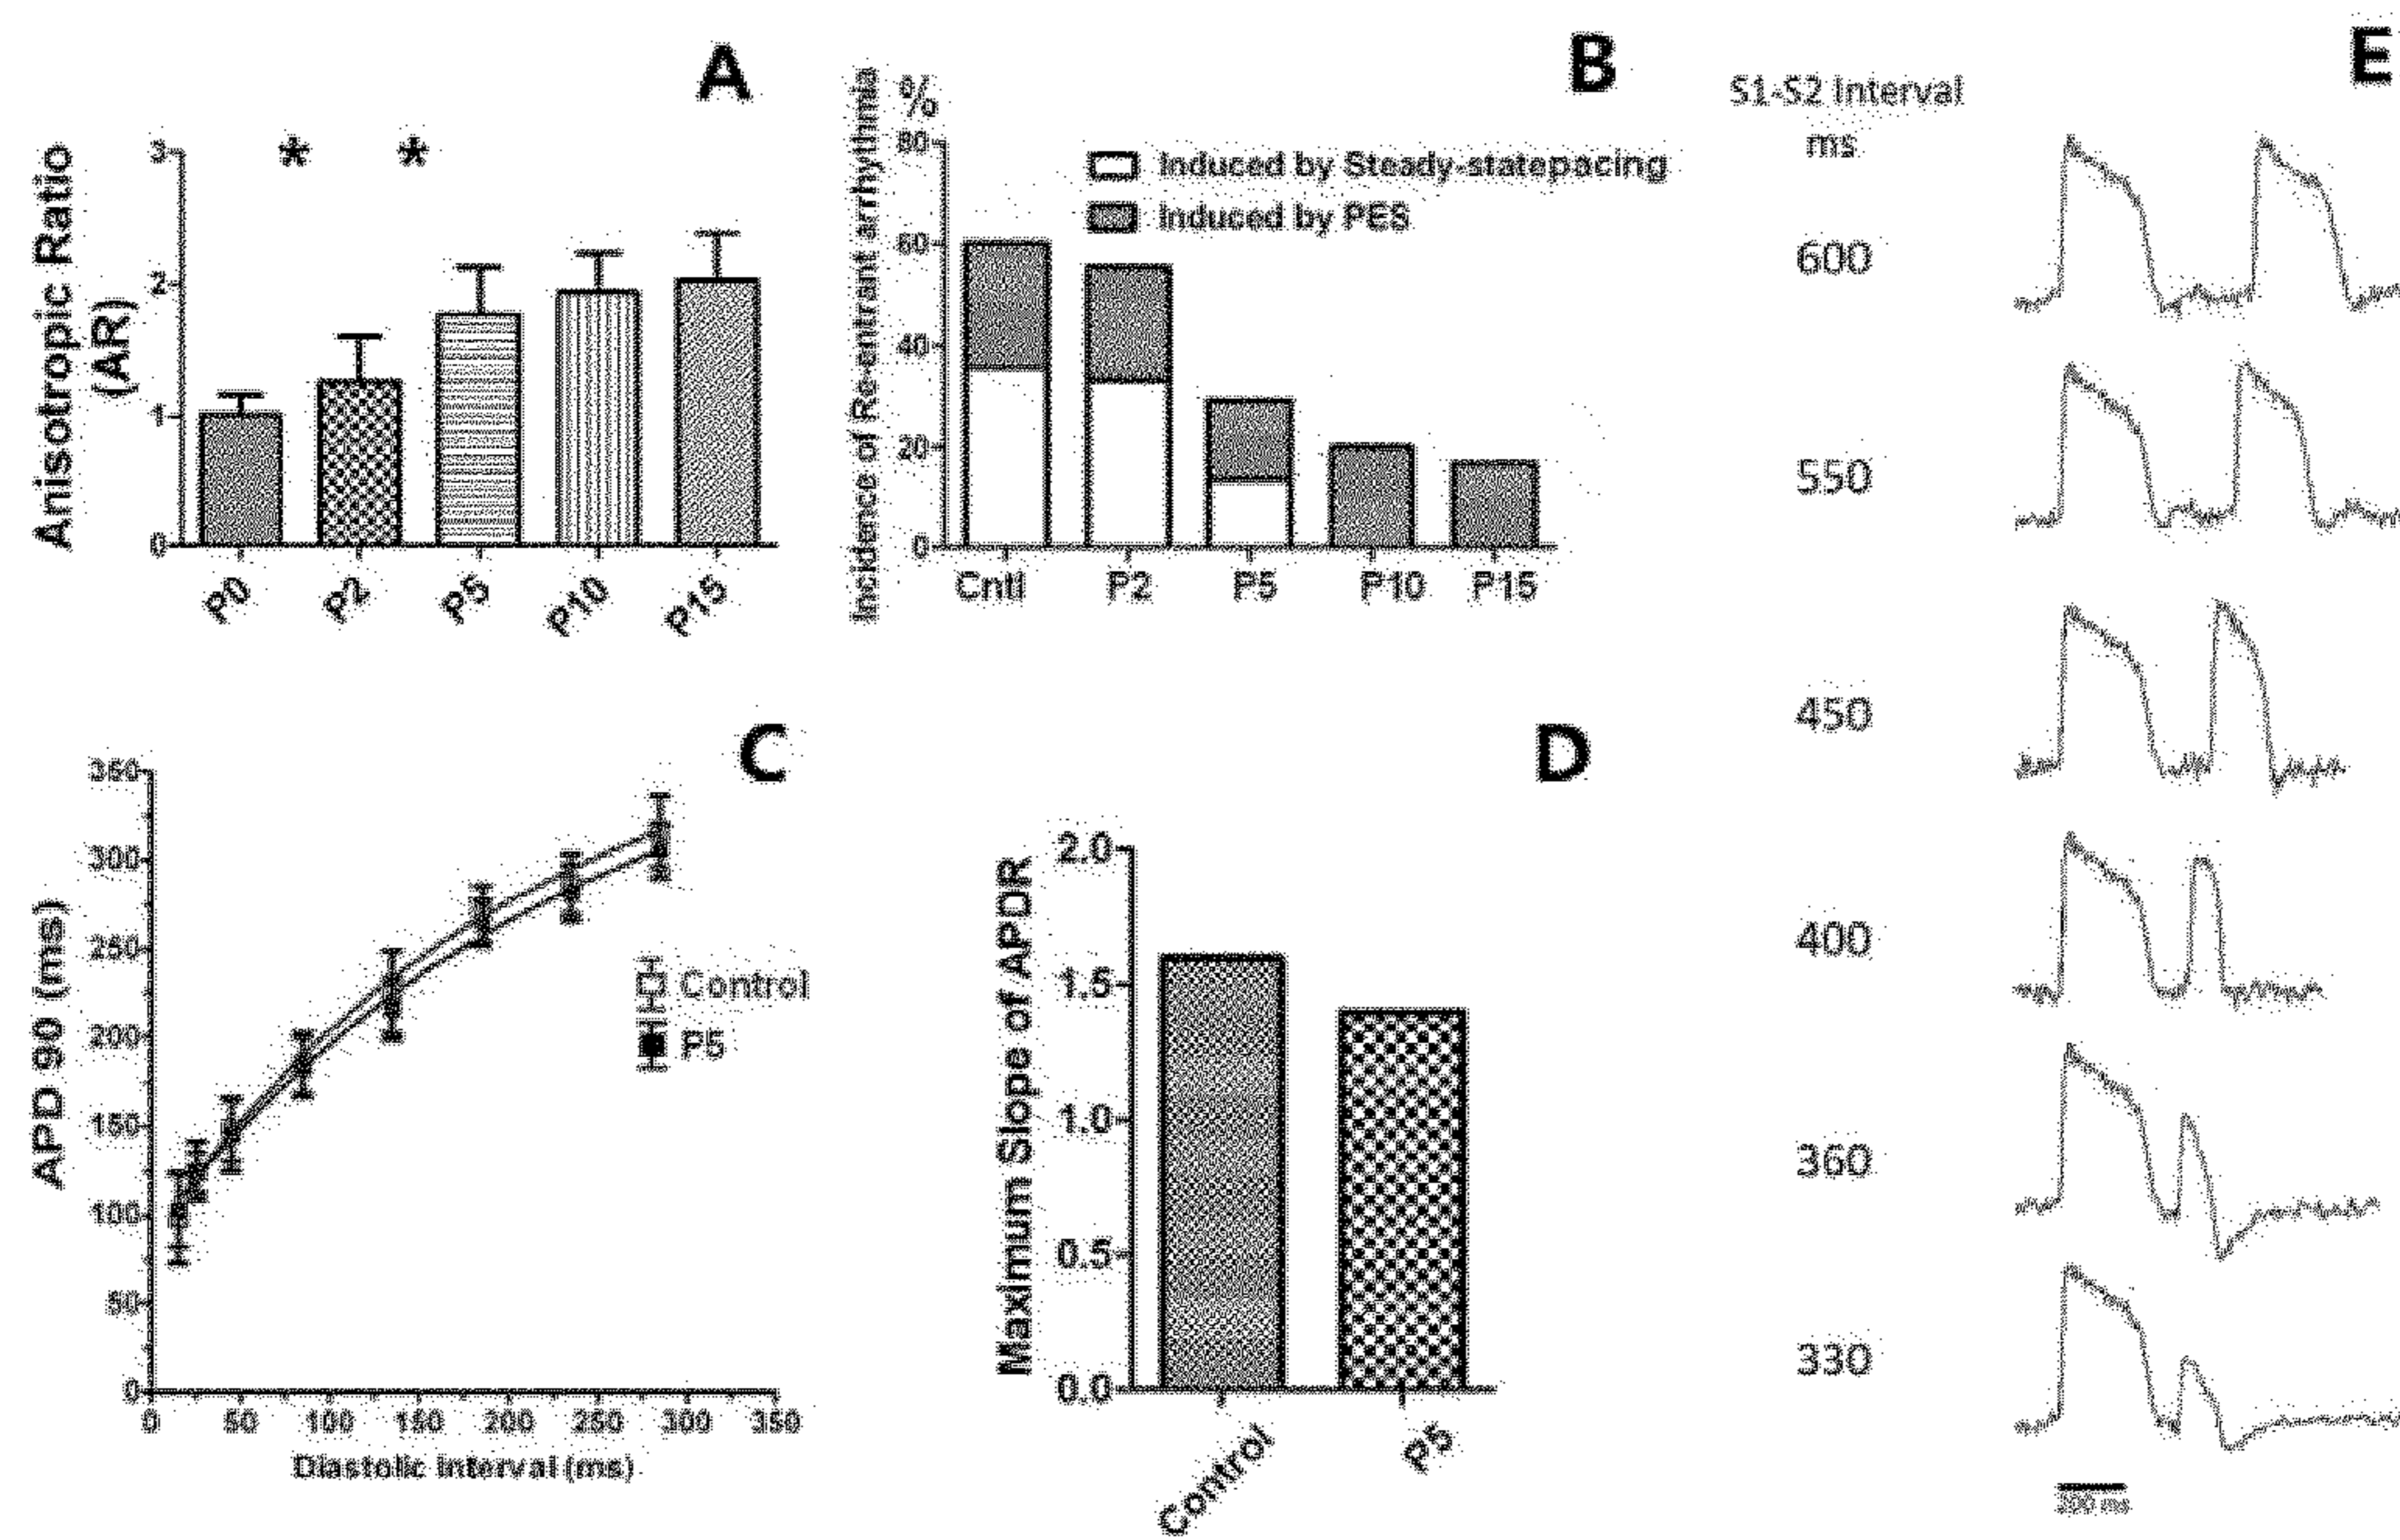 A
Anisotropic Ratio
(AR)
3
2
1
0
* *
P0 P2 P5 P10 P15
B
Incidence of Re-entrant arrhythmia
%
80
60
40
20
0
Induced by Steady-statepacing
Induced by PES
Cntl P2 P5 P10 P15
C
APD 90 (ms)
350
300
250
200
150
100
50
0
Control
P5
0 50 100 150 200 250 300 350
Diastolic interval (ms)
D
Maximum Slope of APDR
2.0
1.5
1.0
0.5
0.0
Control P5
E
S1-S2 Interval
ms
600
550
450
400
360
330
200 ms